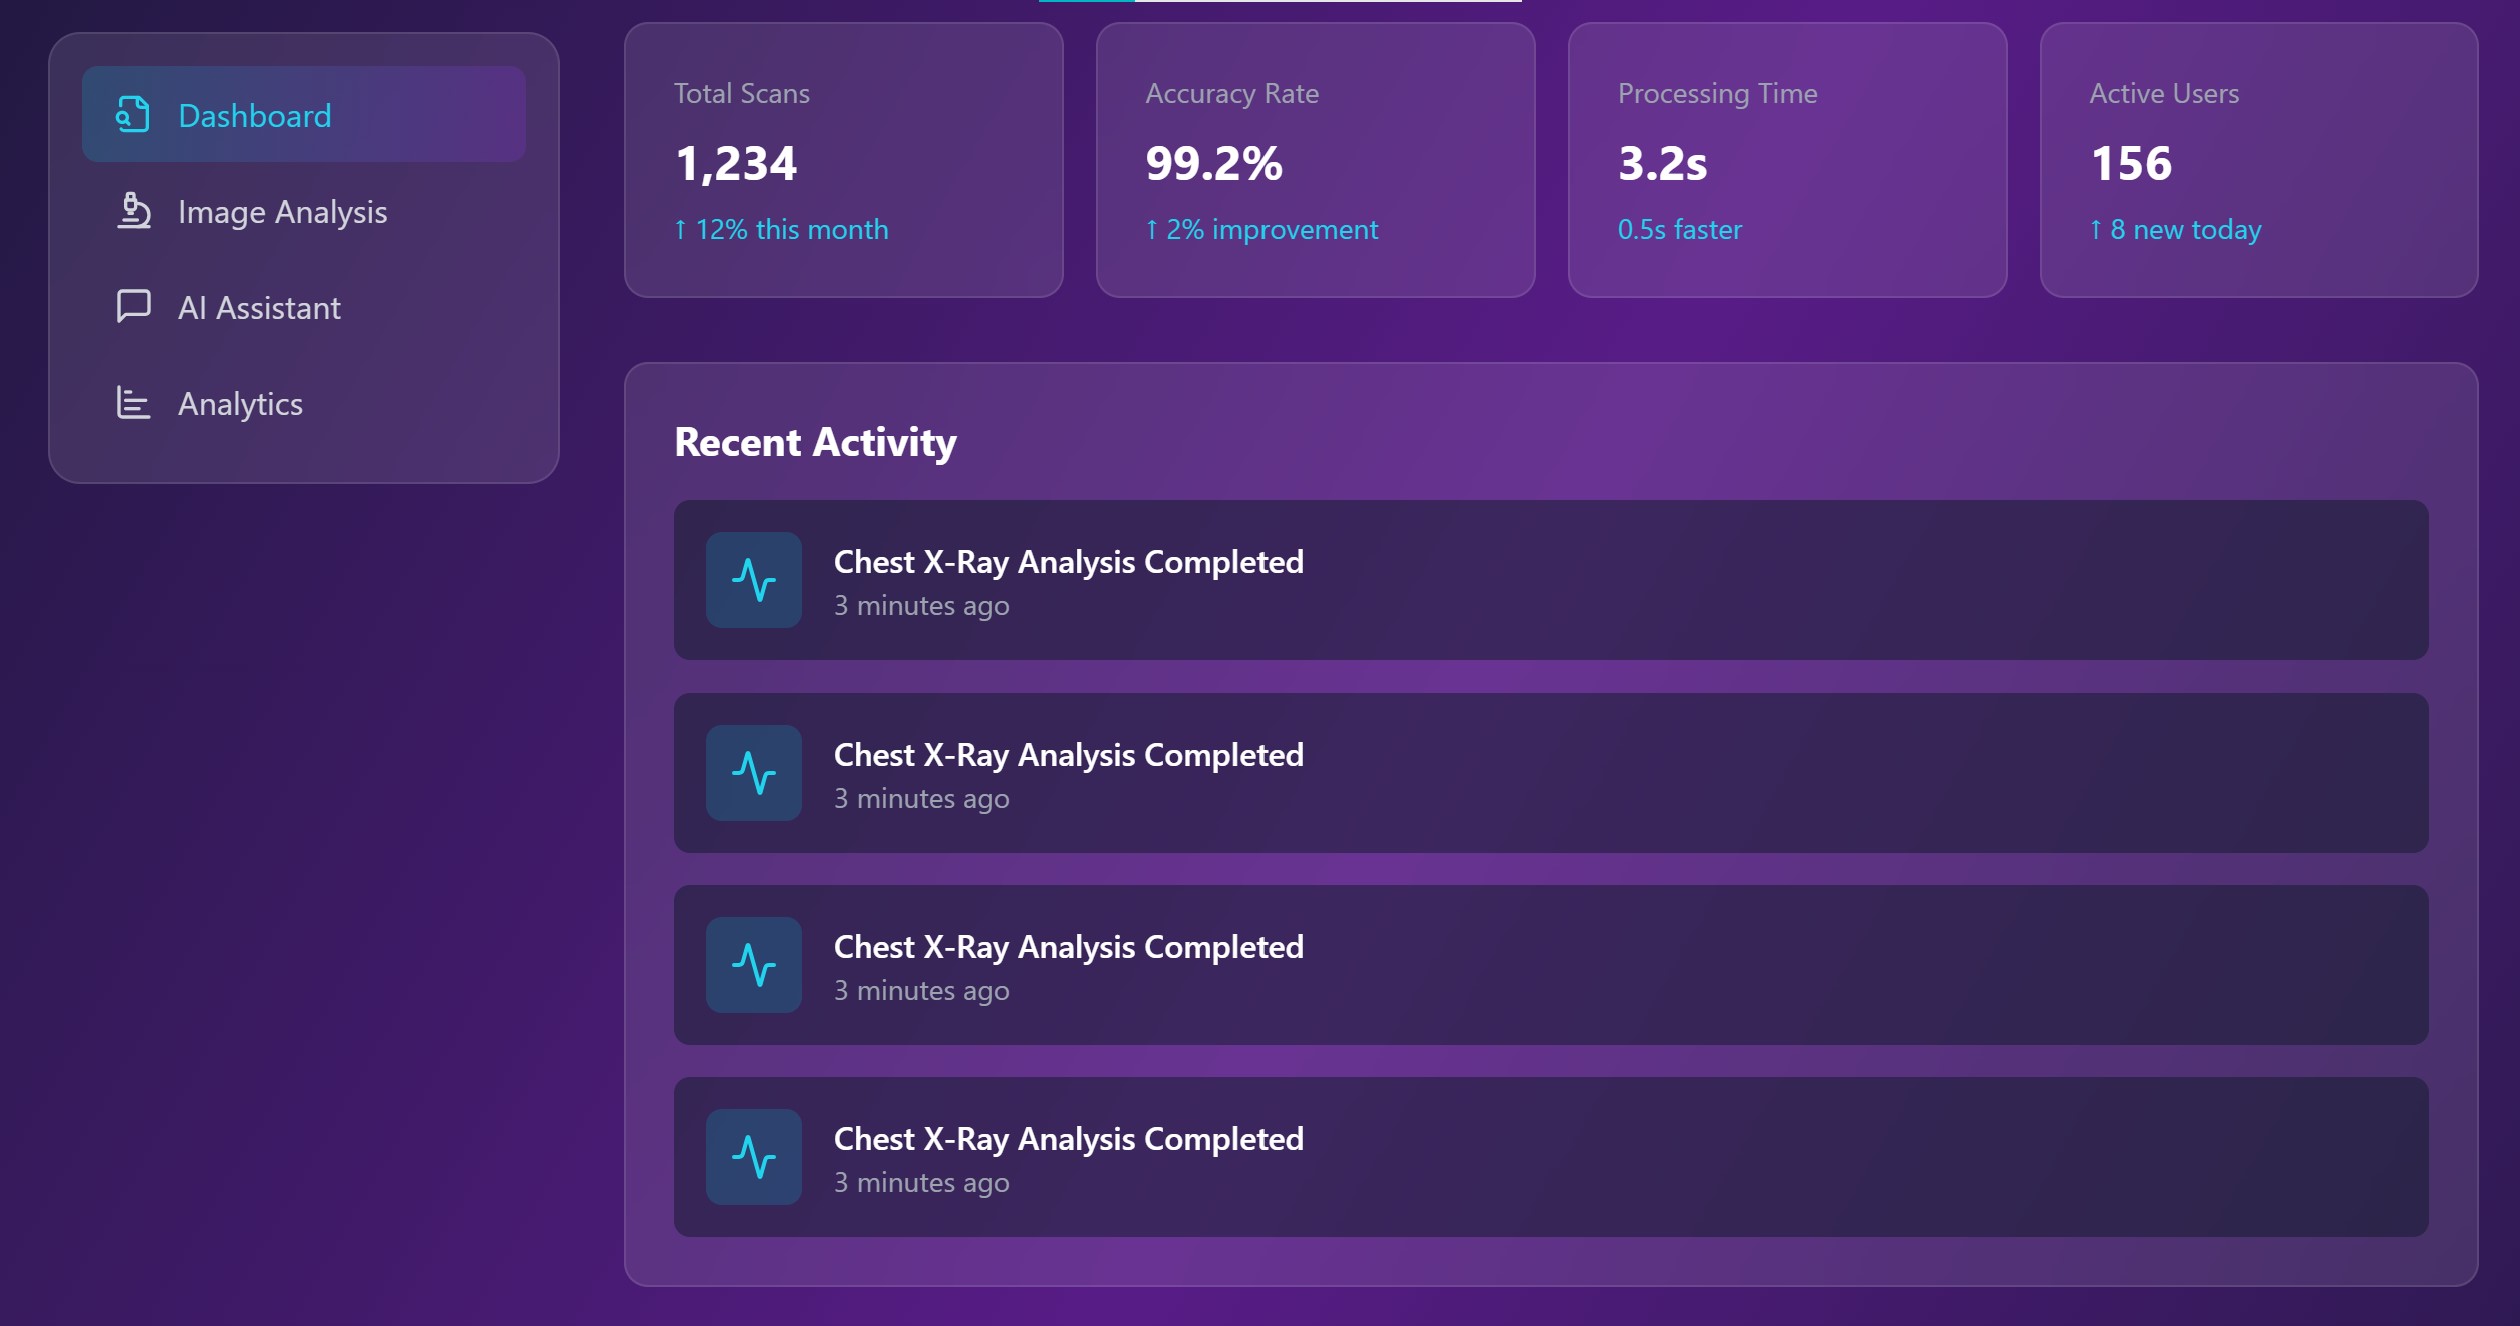 Dashboard
Image Analysis
AI Assistant
Analytics
Total Scans
1,234
↑ 12% this month
Accuracy Rate
99.2%
↑ 2% improvement
Processing Time
3.2s
0.5s faster
Active Users
156
↑ 8 new today
Recent Activity
Chest X-Ray Analysis Completed
3 minutes ago
Chest X-Ray Analysis Completed
3 minutes ago
Chest X-Ray Analysis Completed
3 minutes ago
Chest X-Ray Analysis Completed
3 minutes ago